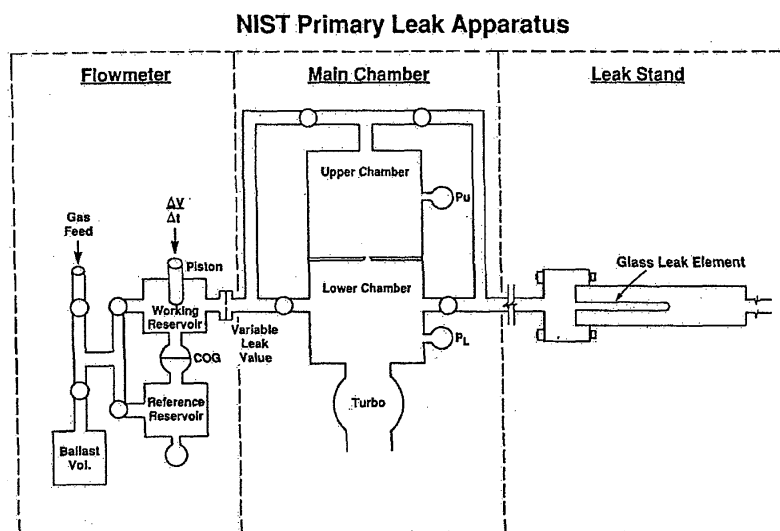 NIST Primary Leak Apparatus
Flowmeter
Main Chamber
Leak Stand
Gas
Feed
ΔV
Δt
Piston
Working
Reservoir
COG
Reference
Reservoir
Ballast
Vol.
Variable
Leak
Value
Upper Chamber
Pu
Lower Chamber
PL
Turbo
Glass Leak Element